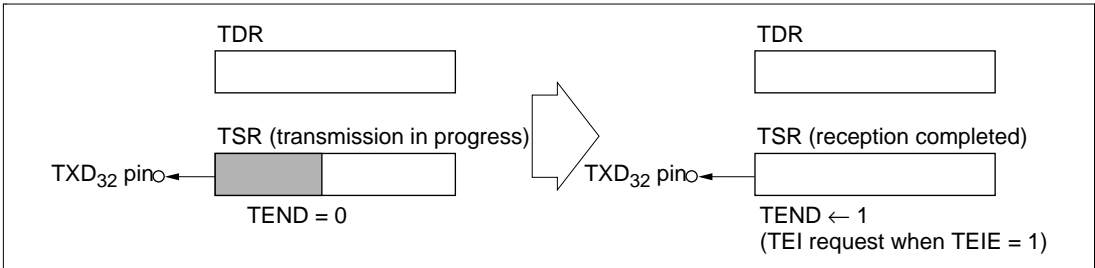 TDR
TSR (transmission in progress)
TXD32 pin
TEND = 0
TDR
TSR (reception completed)
TXD32 pin
TEND ← 1
(TEI request when TEIE = 1)